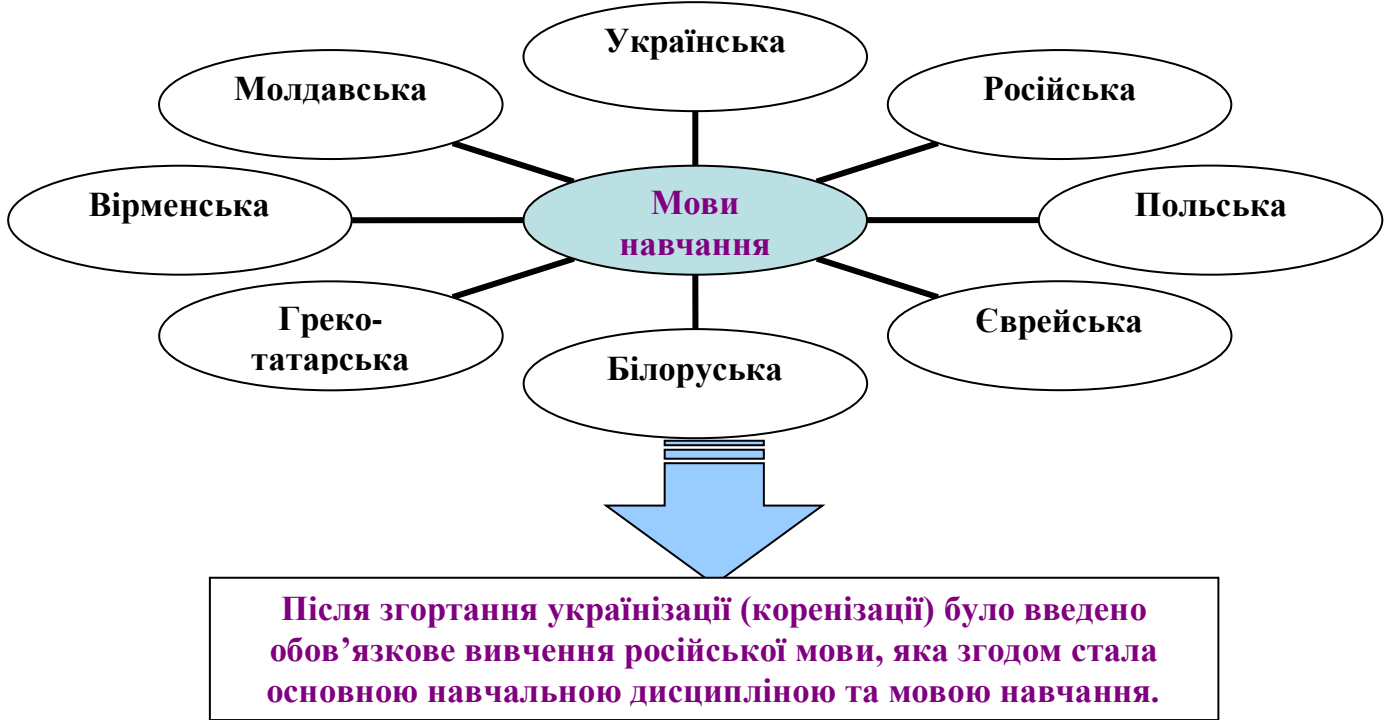 Українська
Молдавська
Російська
Вірменська
Мови
навчання
Польська
Греко-
татарська
Єврейська
Білоруська
Після згортання українізації (коренізації) було введено
обов’язкове вивчення російської мови, яка згодом стала
основною навчальною дисципліною та мовою навчання.